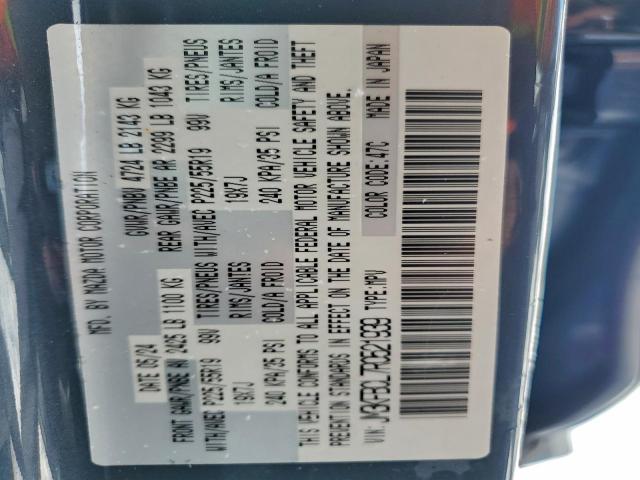 MFD. BY MAZDA MOTOR CORPORATION
DATE 05/24 GVWR/PNBV 4724 LB 2143 KG
FRONT GAWR/PNBE AV 2425 LB 1100 KG REAR GAWR/PNBE AR 2299 LB 1043 KG
WITH/AVEC P225/55R19 99V TIRES/PNEUS WITH/AVEC P225/55R19 99V TIRES/PNEUS
19X7J RIMS/JANTES 19X7J RIMS/JANTES
240 KPA/35 PSI COLD/A FROID 240 KPA/35 PSI COLD/A FROID
THIS VEHICLE CONFORMS TO ALL APPLICABLE FEDERAL MOTOR VEHICLE SAFETY AND THEFT
PREVENTION STANDARDS IN EFFECT ON THE DATE OF MANUFACTURE SHOWN ABOVE.
VIN: JM3KFBCL7R0521939 TYPE:MPV COLOR CODE:47C MADE IN JAPAN